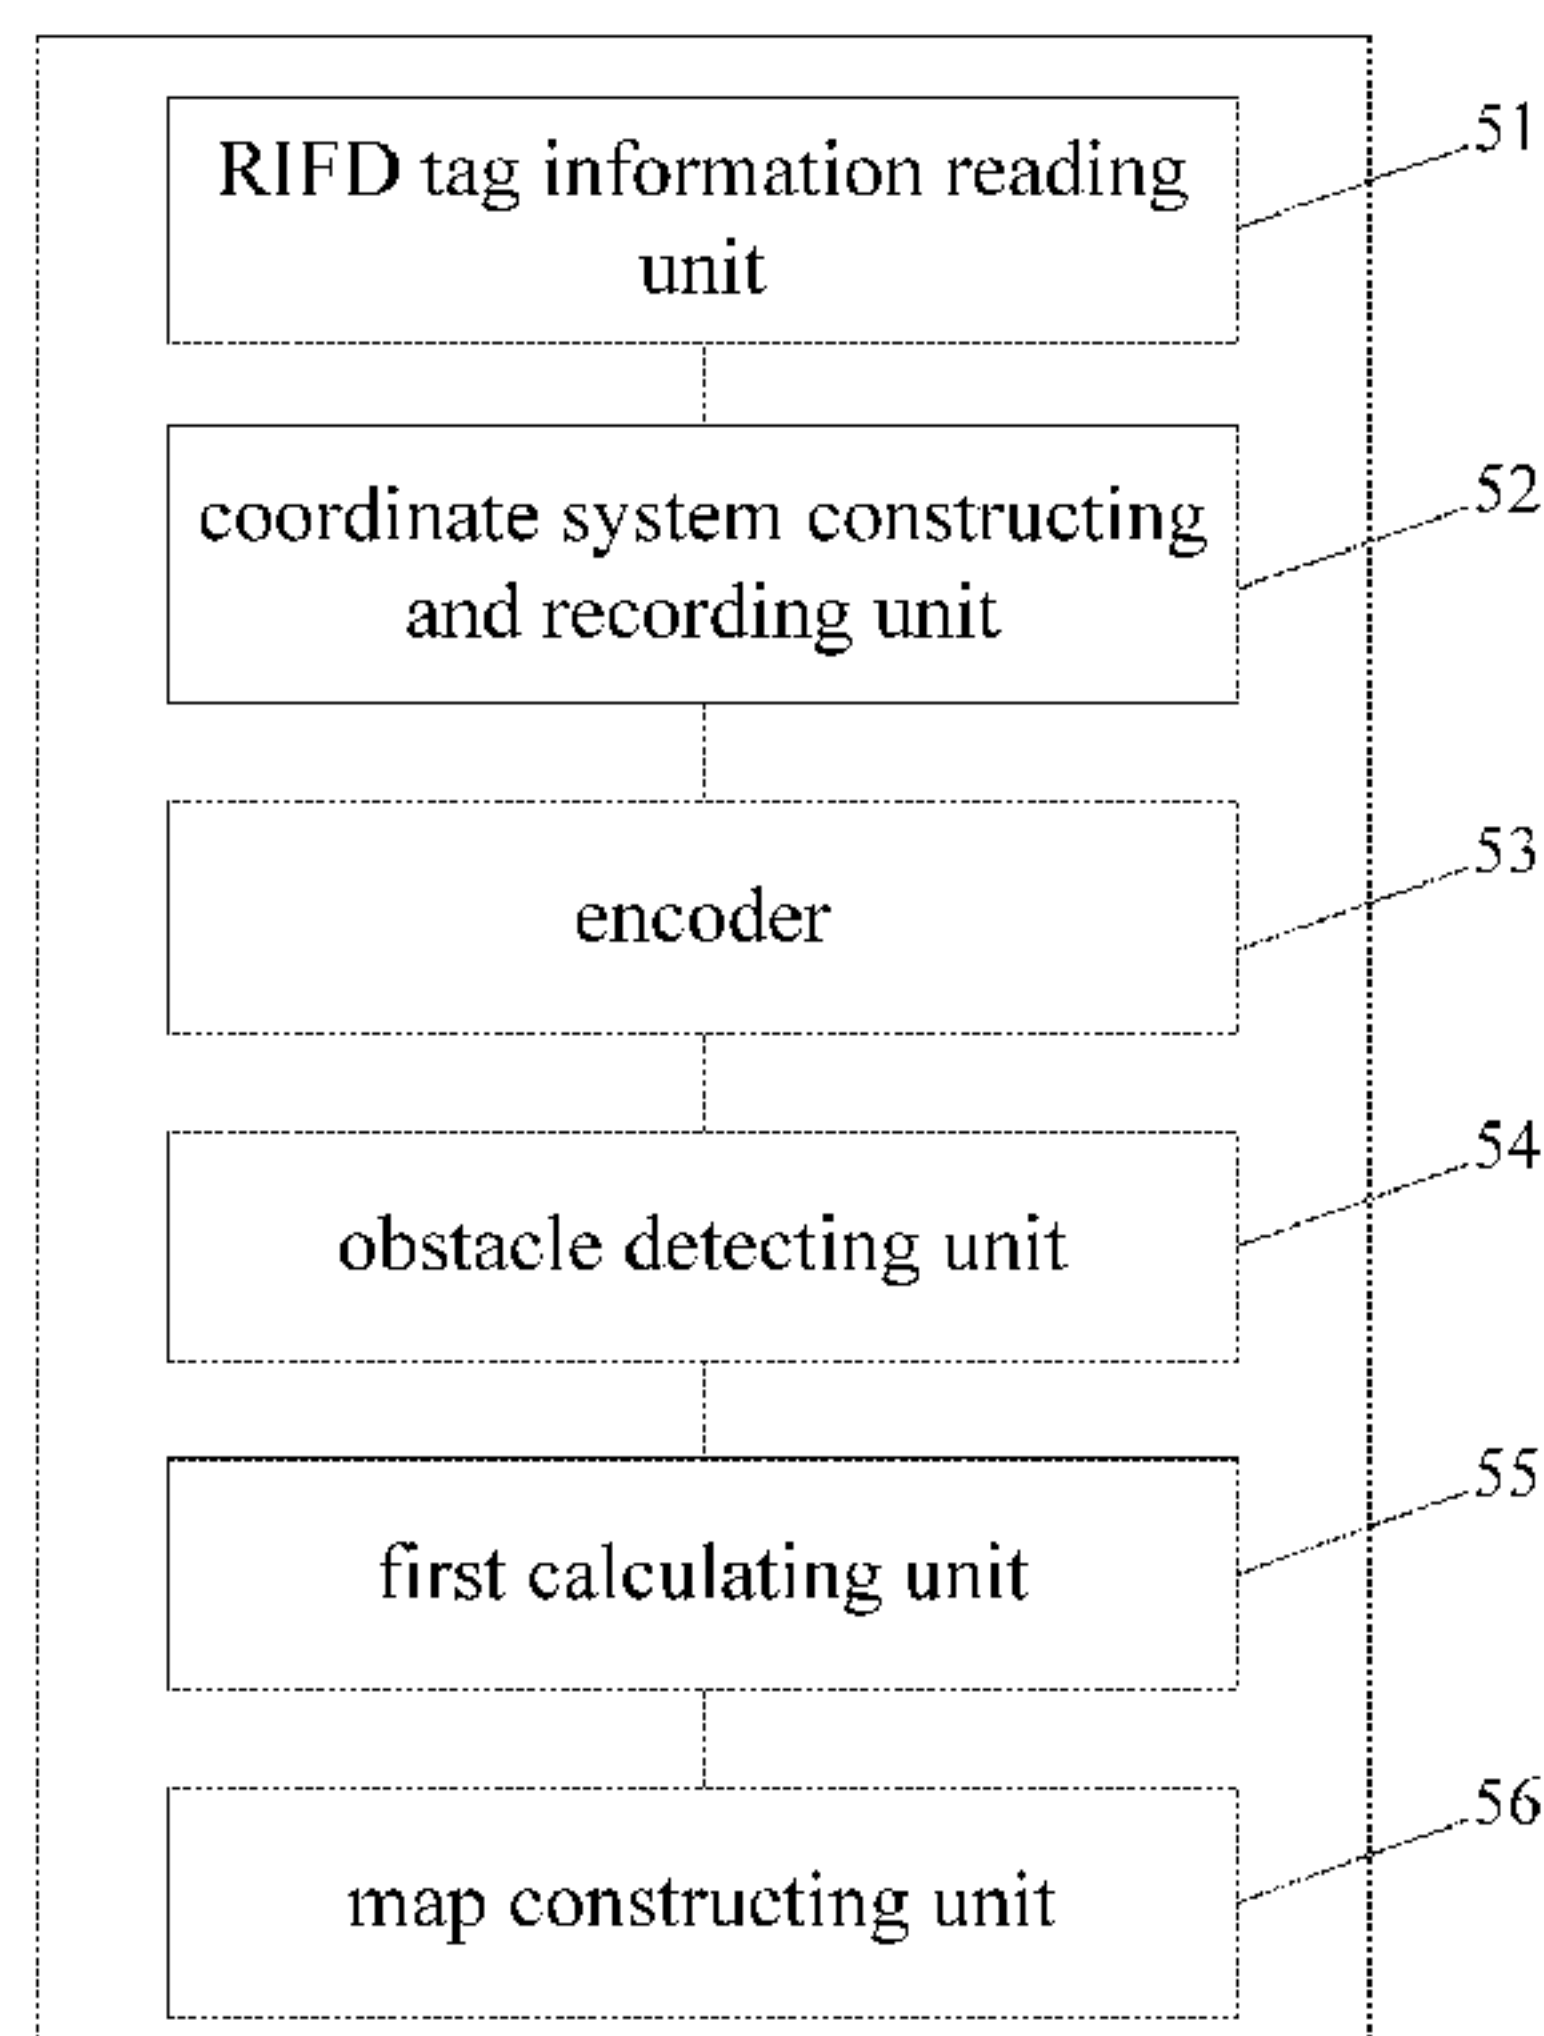 RIFD tag information reading
unit
51
coordinate system constructing
and recording unit
52
encoder
53
obstacle detecting unit
54
first calculating unit
55
map constructing unit
56